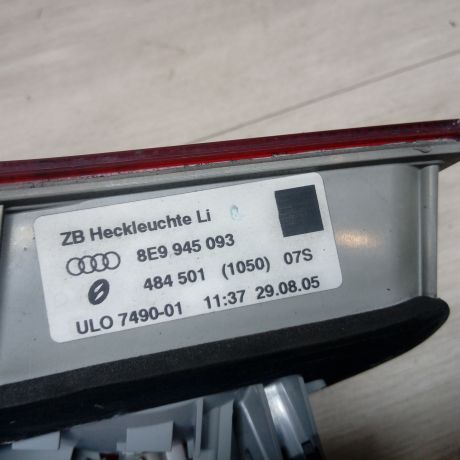 ZB Heckleuchte Li
8E9 945 093
484 501 (1050) 07S
ULO 7490-01 11:37 29.08.05